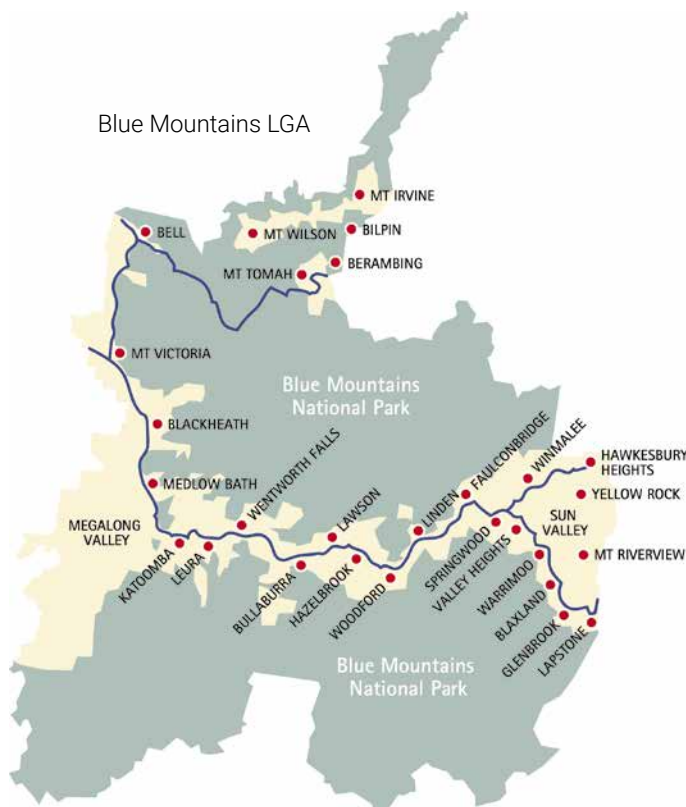 Blue Mountains LGA
MT IRVINE
BELL
MT WILSON
BILPIN
BERAMBING
MT TOMAH
MT VICTORIA
Blue Mountains
National Park
BLACKHEATH
WENTWORTH FALLS
FAULCONBRIDGE
WINMALEE
HAWKESBURY
HEIGHTS
MEDLOW BATH
LAWSON
LINDEN
YELLOW ROCK
MEGALONG
VALLEY
SUN
VALLEY
KATOOMBA
LEURA
BULLABURRA
HAZELBROOK
WOODFORD
SPRINGWOOD
VALLEY HEIGHTS
WARRIMOO
BLAXLAND
GLENBROOK
LAPSTONE
MT RIVERVIEW
Blue Mountains
National Park